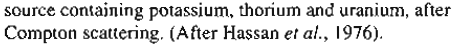 source containing potassium, thorium and uranium, after
Compton scattering. (After Hassan et al., 1976).